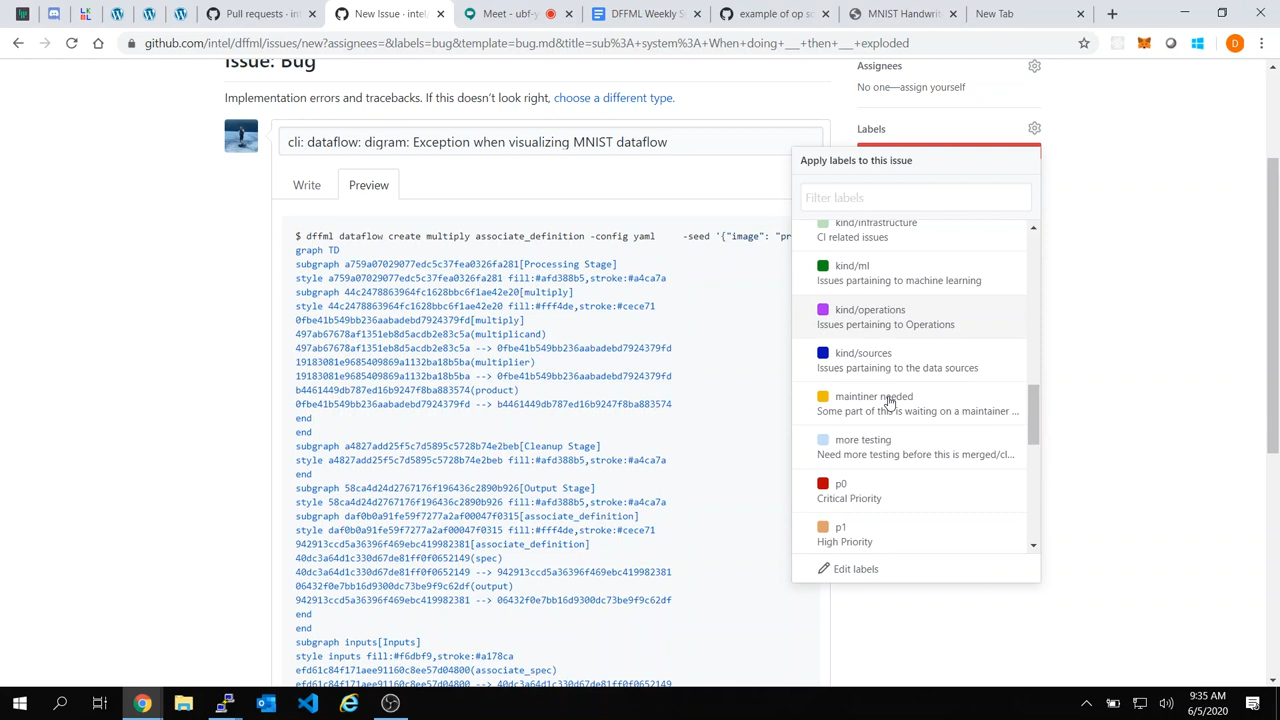 Pull requests · int
New Issue · intel/
Meet - ubf-y
DFFML Weekly S
example of op so
MNIST Handwrit
New Tab
github.com/intel/dffml/issues/new?assignees=&labels=bug&template=bug.md&title=sub%3A+system%3A+When+doing+___+then+___+exploded
D
Issue: Bug
Implementation errors and tracebacks. If this doesn’t look right, choose a different type.
cli: dataflow: digram: Exception when visualizing MNIST dataflow
Write
Preview
$ dffml dataflow create multiply associate_definition -config yaml -seed '{"image": "pr
graph TD
subgraph a759a07029077edc5c37fea0326fa281[Processing Stage]
style a759a07029077edc5c37fea0326fa281 fill:#afd388b5,stroke:#a4ca7a
subgraph 44c2478863964fc1628bbc6f1ae42e20[multiply]
style 44c2478863964fc1628bbc6f1ae42e20 fill:#fff4de,stroke:#cece71
0fbe41b549bb236aabadebd7924379fd[multiply]
497ab67678af1351eb8d5acdb2e83c5a(multiplicand)
497ab67678af1351eb8d5acdb2e83c5a --> 0fbe41b549bb236aabadebd7924379fd
19183081e9685409869a1132ba18b5ba(multiplier)
19183081e9685409869a1132ba18b5ba --> 0fbe41b549bb236aabadebd7924379fd
b4461449db787ed16b9247f8ba883574(product)
0fbe41b549bb236aabadebd7924379fd --> b4461449db787ed16b9247f8ba883574
end
end
subgraph a4827add25f5c7d5895c5728b74e2beb[Cleanup Stage]
style a4827add25f5c7d5895c5728b74e2beb fill:#afd388b5,stroke:#a4ca7a
end
subgraph 58ca4d24d2767176f196436c2890b926[Output Stage]
style 58ca4d24d2767176f196436c2890b926 fill:#afd388b5,stroke:#a4ca7a
subgraph daf0b0a91fe59f7277a2af00047f0315[associate_definition]
style daf0b0a91fe59f7277a2af00047f0315 fill:#fff4de,stroke:#cece71
942913ccd5a36396f469ebc419982381[associate_definition]
40dc3a64d1c330d67de81ff0f0652149(spec)
40dc3a64d1c330d67de81ff0f0652149 --> 942913ccd5a36396f469ebc419982381
06432f0e7bb16d9300dc73be9f9c62df(output)
942913ccd5a36396f469ebc419982381 --> 06432f0e7bb16d9300dc73be9f9c62df
end
end
subgraph inputs[Inputs]
style inputs fill:#f6dbf9,stroke:#a178ca
efd61c84f171aee91160c8ee57d04800(associate_spec)
efd61c84f171aee91160c8ee57d04800 --> 40dc3a64d1c330d67de81ff0f0652149
Assignees
No one—assign yourself
Labels
Apply labels to this issue
Filter labels
kind/infrastructure
CI related issues
kind/ml
Issues partaining to machine learning
kind/operations
Issues pertaining to Operations
kind/sources
Issues pertaining to the data sources
maintiner needed
Some part of this is waiting on a maintainer ...
more testing
Need more testing before this is merged/cl...
p0
Critical Priority
p1
High Priority
Edit labels
9:35 AM
6/5/2020